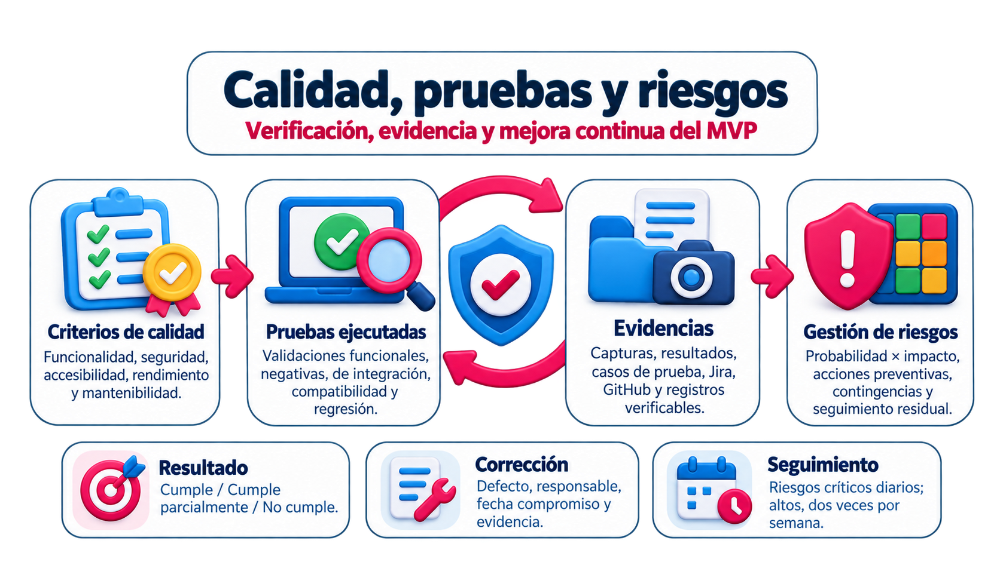 Calidad, pruebas y riesgos
Verificación, evidencia y mejora continua del MVP
Criterios de calidad
Funcionalidad, seguridad,
accesibilidad, rendimiento
y mantenibilidad.
Pruebas ejecutadas
Validaciones funcionales,
negativas, de integración,
compatibilidad y
regresión.
Evidencias
Capturas, resultados,
casos de prueba, Jira,
GitHub y registros
verificables.
Gestión de riesgos
Probabilidad × impacto,
acciones preventivas,
contingencias y
seguimiento residual.
Resultado
Cumple / Cumple
parcialmente / No cumple.
Corrección
Defecto, responsable,
fecha compromiso y
evidencia.
Seguimiento
Riesgos críticos diarios;
altos, dos veces por
semana.